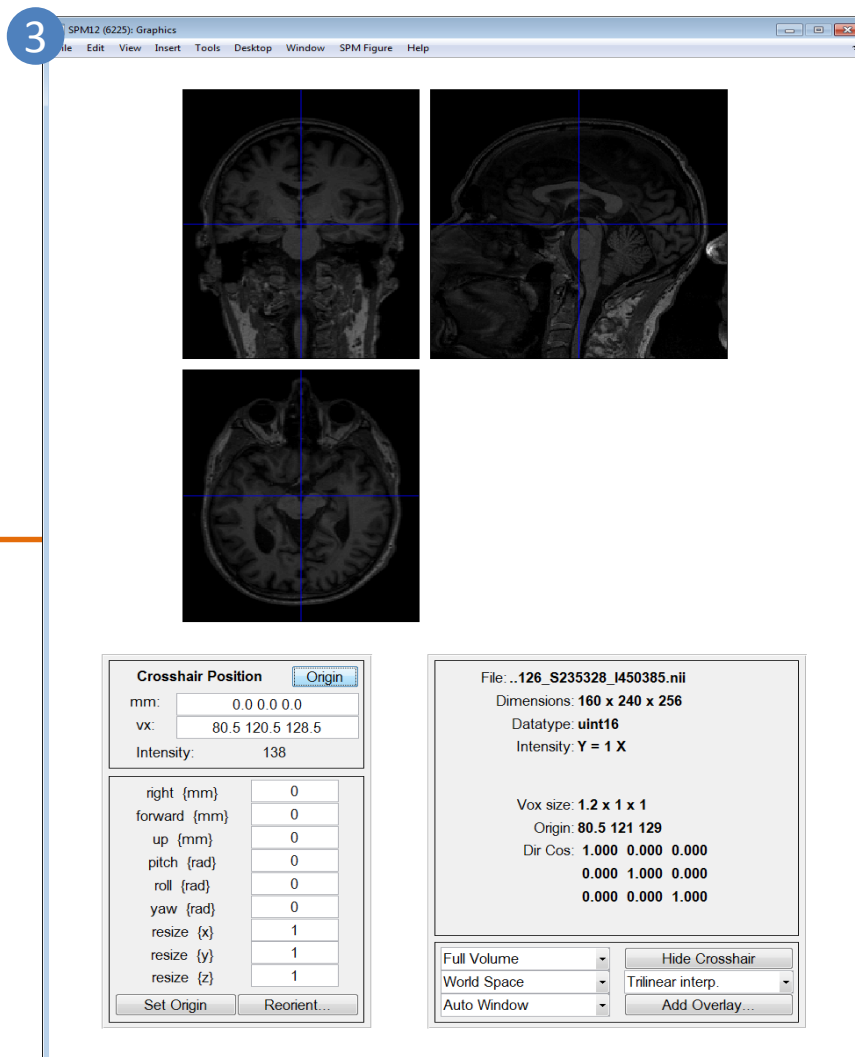 3
SPM12 (6225): Graphics
File Edit View Insert Tools Desktop Window SPM Figure Help
Crosshair Position Origin
mm: 0.0 0.0 0.0
vx: 80.5 120.5 128.5
Intensity: 138
right {mm} 0
forward {mm} 0
up {mm} 0
pitch {rad} 0
roll {rad} 0
yaw {rad} 0
resize {x} 1
resize {y} 1
resize {z} 1
Set Origin Reorient...
File: ..126_S235328_I450385.nii
Dimensions: 160 x 240 x 256
Datatype: uint16
Intensity: Y = 1 X
Vox size: 1.2 x 1 x 1
Origin: 80.5 121 129
Dir Cos: 1.000 0.000 0.000
0.000 1.000 0.000
0.000 0.000 1.000
Full Volume Hide Crosshair
World Space Trilinear interp.
Auto Window Add Overlay...